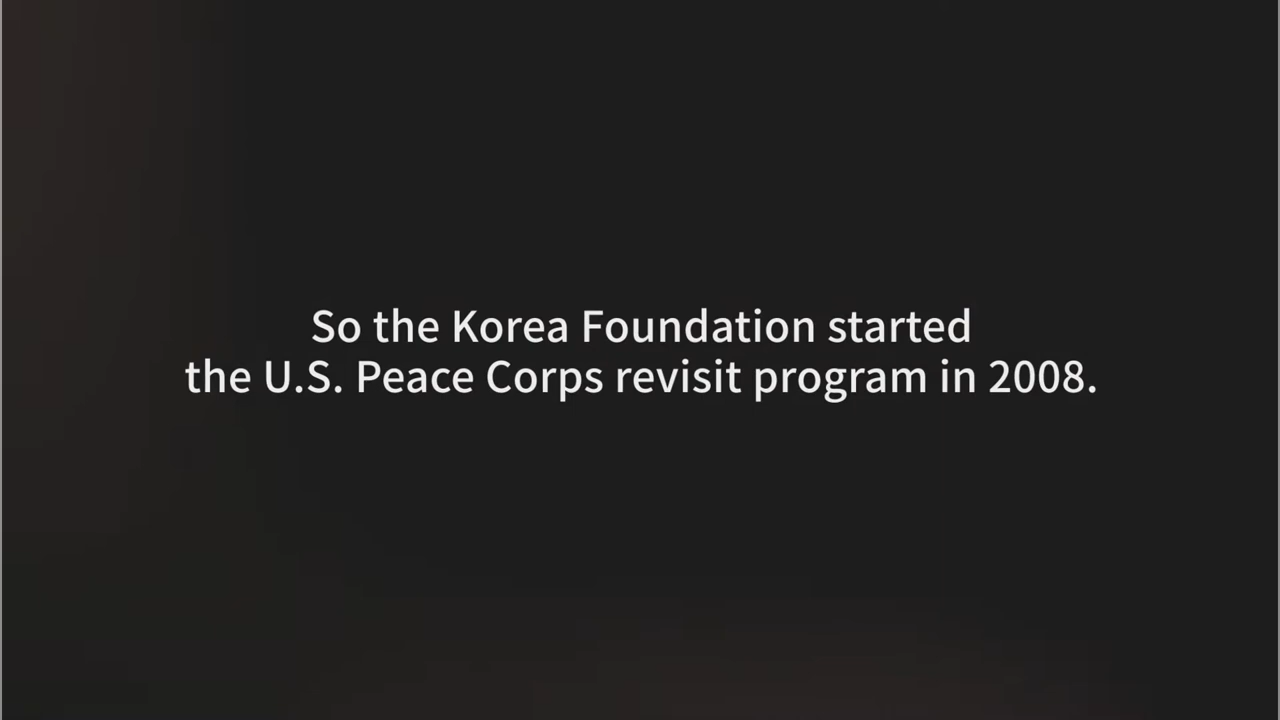 So the Korea Foundation started
the U.S. Peace Corps revisit program in 2008.